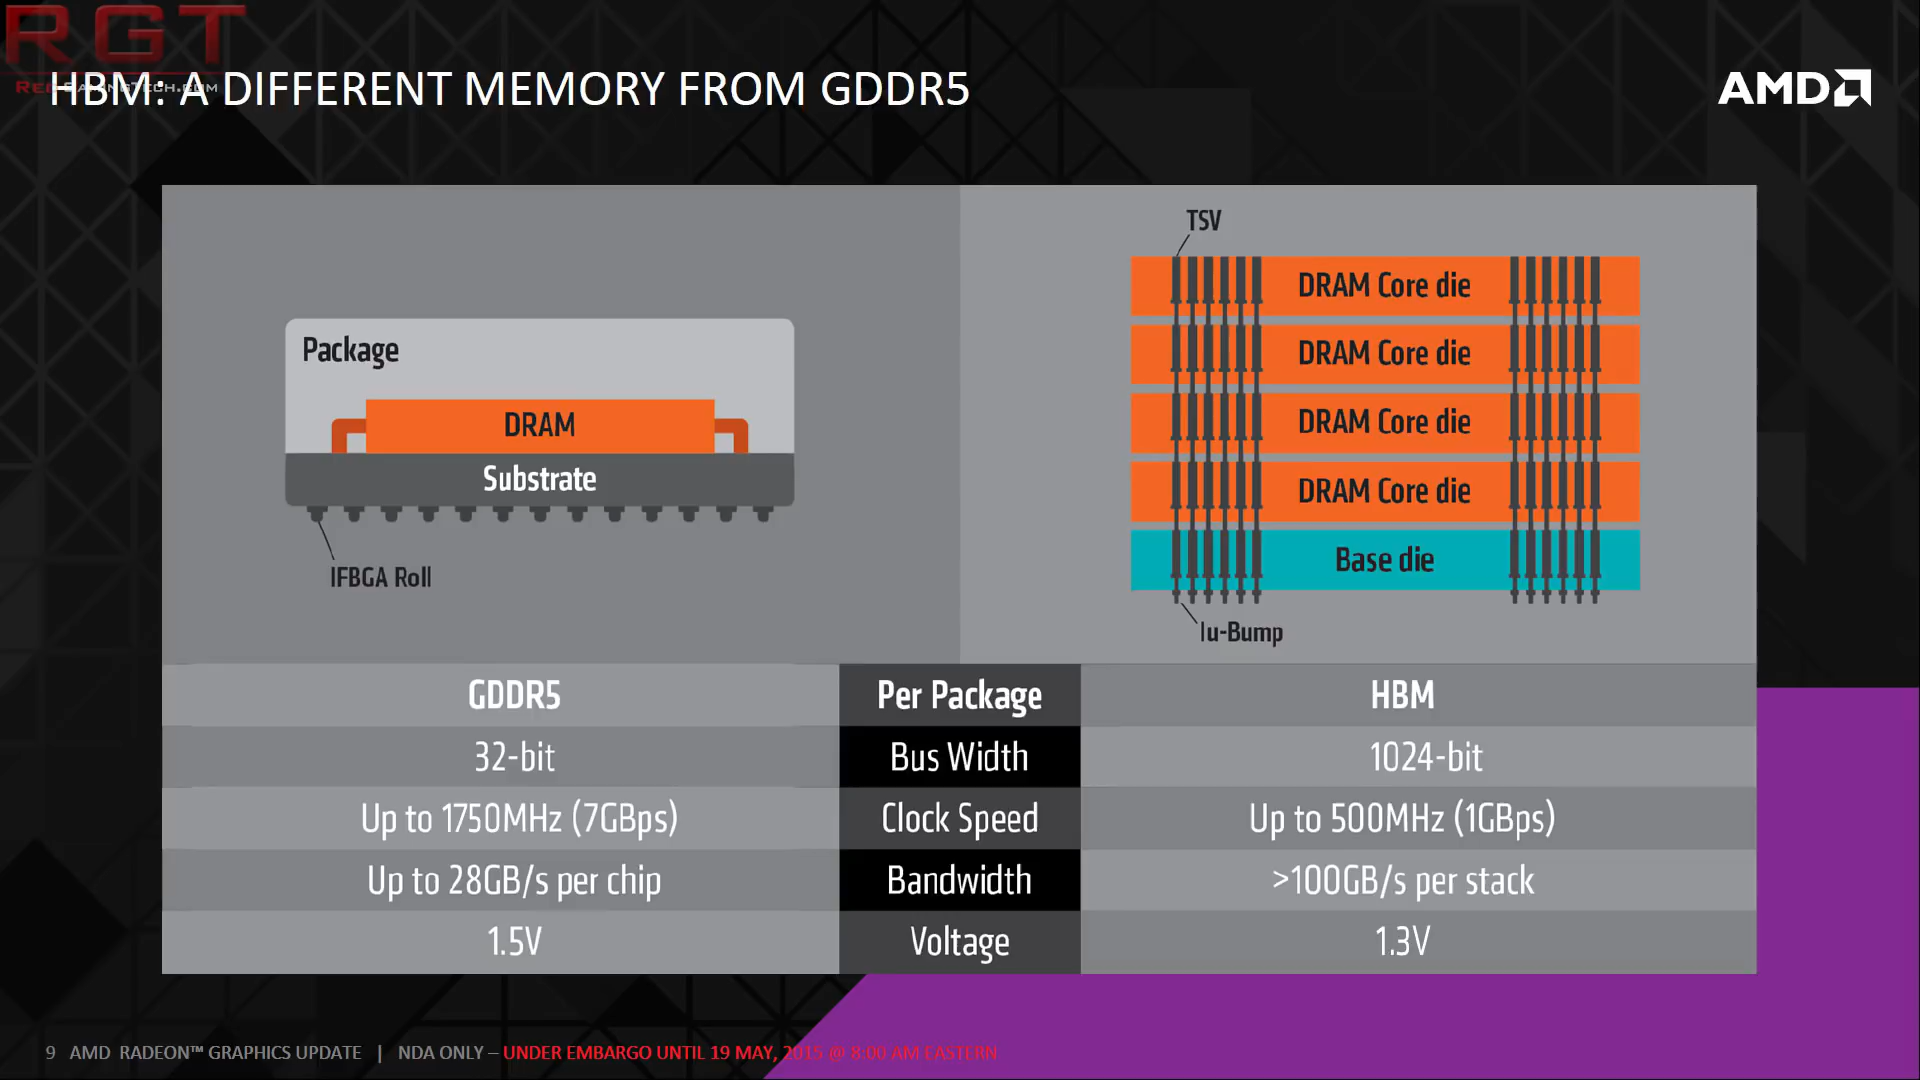 RGT
REDGAMINGTECH.COM
HBM: A DIFFERENT MEMORY FROM GDDR5
AMD
TSV
DRAM Core die
Package
DRAM Core die
DRAM
DRAM Core die
Substrate
DRAM Core die
Base die
IFBGA Roll
Iu-Bump
GDDR5 Per Package HBM
32-bit Bus Width 1024-bit
Up to 1750MHz (7GBps) Clock Speed Up to 500MHz (1GBps)
Up to 28GB/s per chip Bandwidth >100GB/s per stack
1.5V Voltage 1.3V
9 AMD RADEON™ GRAPHICS UPDATE | NDA ONLY – UNDER EMBARGO UNTIL 19 MAY, 2015 @ 8:00 AM EASTERN